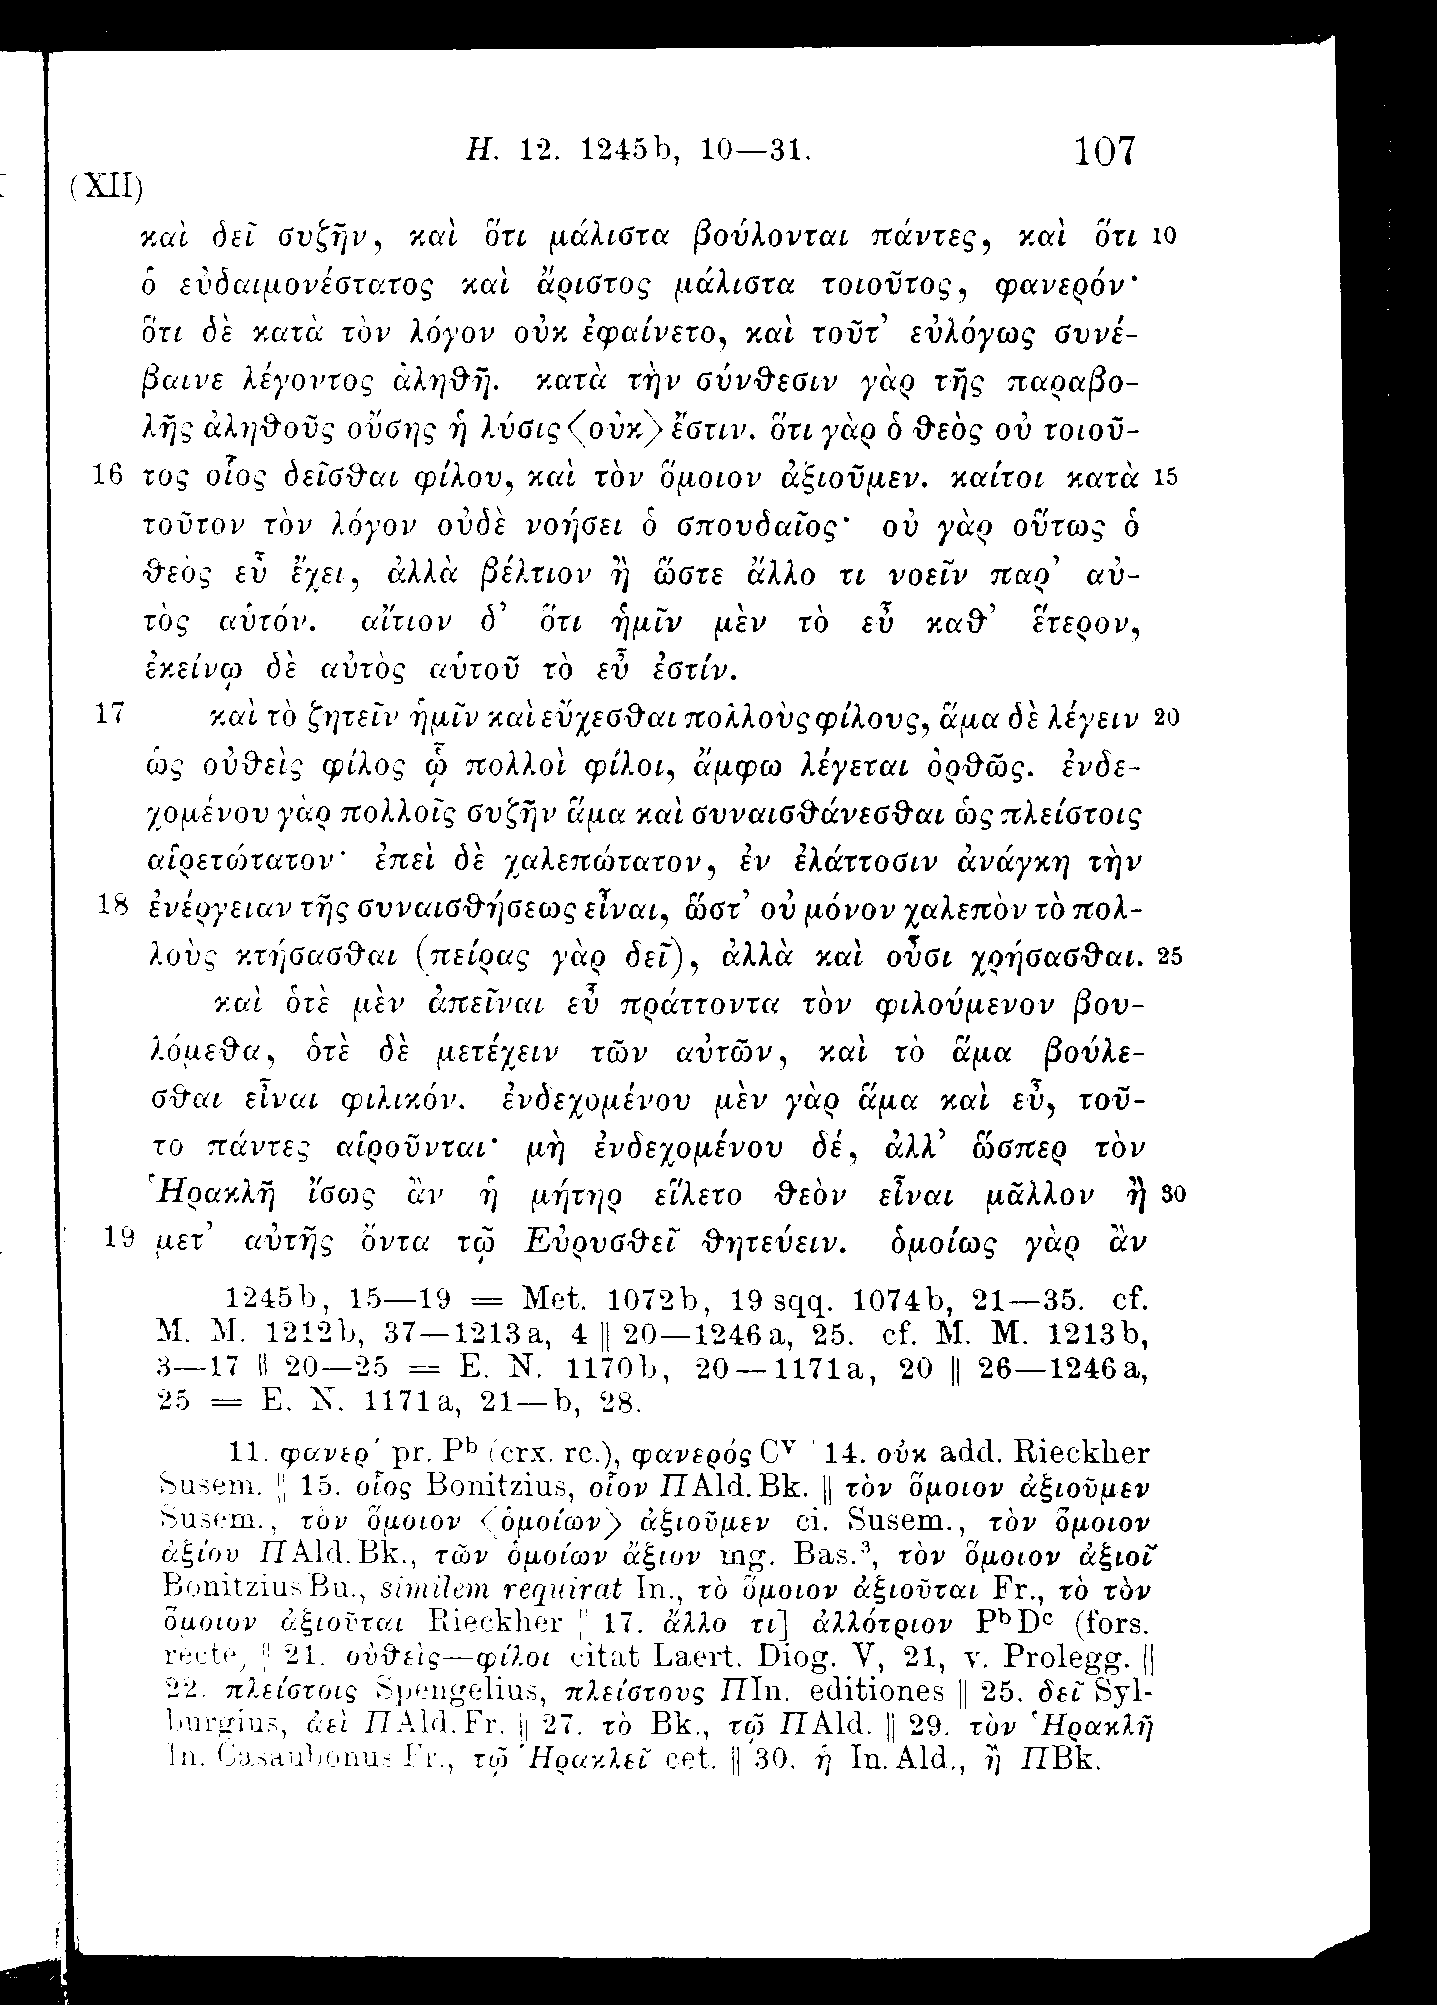 H. 12. 1245b, 10—31. 107
(XII)
καὶ δεῖ συζῆν, καὶ ὅτι μάλιστα βούλονται πάντες, καὶ ὅτι 10
ὁ εὐδαιμονέστατος καὶ ἄριστος μάλιστα τοιοῦτος, φανερόν·
ὅτι δὲ κατὰ τὸν λόγον οὐκ ἐφαίνετο, καὶ τοῦτ’ εὐλόγως συνέ-
βαινε λέγοντος ἀληθῆ. κατὰ τὴν σύνθεσιν γὰρ τῆς παραβο-
λῆς ἀληθοῦς οὔσης ἡ λύσις ⟨οὐκ⟩ ἔστιν. ὅτι γὰρ ὁ θεὸς οὐ τοιοῦ-
16 τος οἷος δεῖσθαι φίλου, καὶ τὸν ὅμοιον ἀξιοῦμεν. καίτοι κατὰ 15
τοῦτον τὸν λόγον οὐδὲ νοήσει ὁ σπουδαῖος· οὐ γὰρ οὕτως ὁ
θεὸς εὖ ἔχει, ἀλλὰ βέλτιον ἢ ὥστε ἄλλο τι νοεῖν παρ’ αὐ-
τὸς αὑτόν. αἴτιον δ’ ὅτι ἡμῖν μὲν τὸ εὖ καθ’ ἕτερον,
ἐκείνῳ δὲ αὐτὸς αὑτοῦ τὸ εὖ ἐστίν.
17 καὶ τὸ ζητεῖν ἡμῖν καὶ εὔχεσθαι πολλοὺς φίλους, ἅμα δὲ λέγειν 20
ὡς οὐθεὶς φίλος ᾧ πολλοὶ φίλοι, ἄμφω λέγεται ὀρθῶς. ἐνδε-
χομένου γὰρ πολλοῖς συζῆν ἅμα καὶ συναισθάνεσθαι ὡς πλείστοις
αἱρετώτατον· ἐπεὶ δὲ χαλεπώτατον, ἐν ἐλάττοσιν ἀνάγκη τὴν
18 ἐνέργειαν τῆς συναισθήσεως εἶναι, ὥστ’ οὐ μόνον χαλεπὸν τὸ πολ-
λοὺς κτήσασθαι (πείρας γὰρ δεῖ), ἀλλὰ καὶ οὖσι χρήσασθαι. 25
καὶ ὁτὲ μὲν ἀπεῖναι εὖ πράττοντα τὸν φιλούμενον βου-
λόμεθα, ὁτὲ δὲ μετέχειν τῶν αὐτῶν, καὶ τὸ ἅμα βούλε-
σθαι εἶναι φιλικόν. ἐνδεχομένου μὲν γὰρ ἅμα καὶ εὖ, τοῦ-
το πάντες αἱροῦνται· μὴ ἐνδεχομένου δέ, ἀλλ’ ὥσπερ τὸν
Ἡρακλῆ ἴσως ἂν ἡ μήτηρ εἵλετο θεὸν εἶναι μᾶλλον ἢ 30
19 μετ’ αὐτῆς ὄντα τῷ Εὐρυσθεῖ θητεύειν. ὁμοίως γὰρ ἂν
1245b, 15—19 = Met. 1072b, 19 sqq. 1074b, 21—35. cf.
M. M. 1212b, 37—1213a, 4 || 20—1246a, 25. cf. M. M. 1213b,
3—17 || 20—25 = E. N. 1170b, 20—1171a, 20 || 26—1246a,
25 = E. N. 1171a, 21—b, 28.
11. φανερ′ pr. Pᵇ (crx. rc.), φανερός Cᵛ || 14. οὐκ add. Rieckher
Susem. || 15. οἷος Bonitzius, οἷον ΠAld. Bk. || τὸν ὅμοιον ἀξιοῦμεν
Susem., τὸν ὅμοιον ⟨ὁμοίων⟩ ἀξιοῦμεν ci. Susem., τὸν ὅμοιον
ἀξίου ΠAld. Bk., τῶν ὁμοίων ἄξιον mg. Bas.³, τὸν ὅμοιον ἀξιοῖ
Bonitzius Bu., similem requirat In., τὸ ὅμοιον ἀξιοῦται Fr., τὸ τὸν
ὅμοιον ἀξιοῦται Rieckher || 17. ἄλλο τι] ἀλλότριον PᵇDᶜ (fors.
recte) || 21. οὐθεὶς—φίλοι citat Laert. Diog. V, 21, v. Prolegg. ||
22. πλείστοις Spengelius, πλείστους ΠIn. editiones || 25. δεῖ Syl-
burgius, ἀεὶ ΠAld. Fr. || 27. τὸ Bk., τῷ ΠAld. || 29. τὸν Ἡρακλῆ
In. Casaubonus Fr., τῷ Ἡρακλεῖ cet. || 30. ἡ In. Ald., ἢ ΠBk.